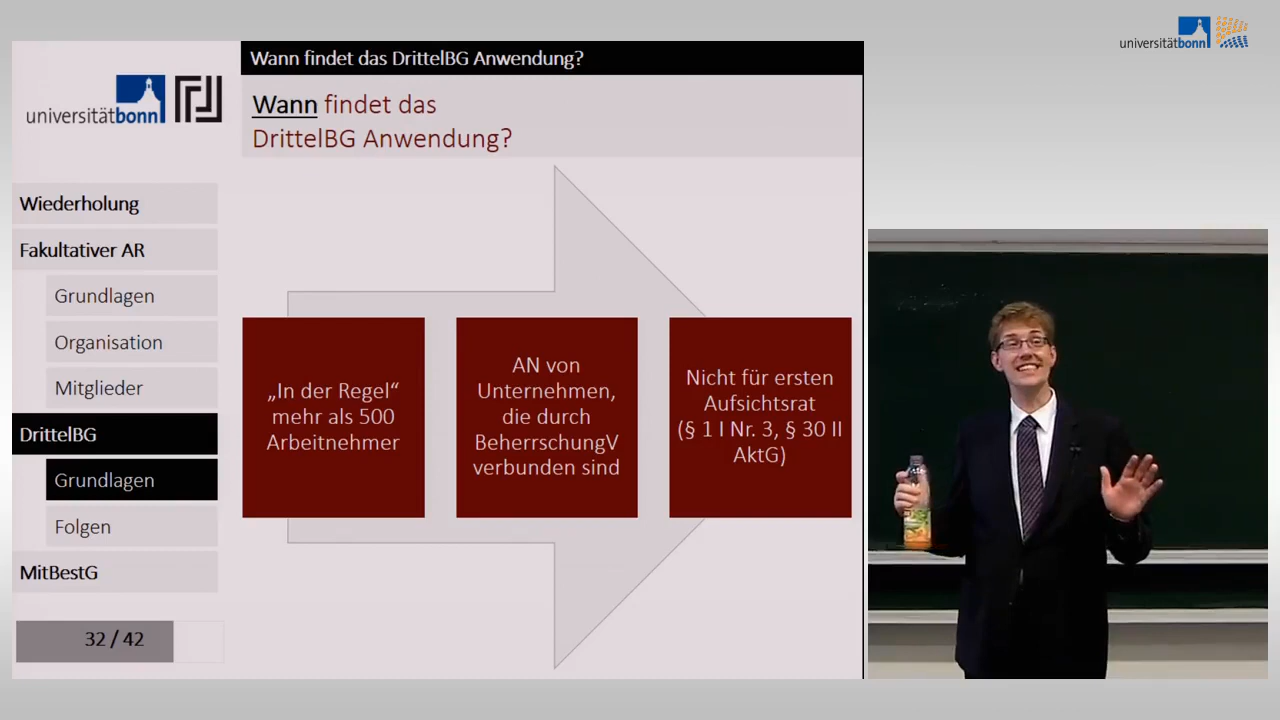 universitätbonn
Wann findet das DrittelBG Anwendung?
universitätbonn
Wann findet das
DrittelBG Anwendung?
Wiederholung
Fakultativer AR
Grundlagen
Organisation
Mitglieder
DrittelBG
Grundlagen
Folgen
MitBestG
32 / 42
„In der Regel“
mehr als 500
Arbeitnehmer
AN von
Unternehmen,
die durch
BeherrschungV
verbunden sind
Nicht für ersten
Aufsichtsrat
(§ 1 I Nr. 3, § 30 II
AktG)